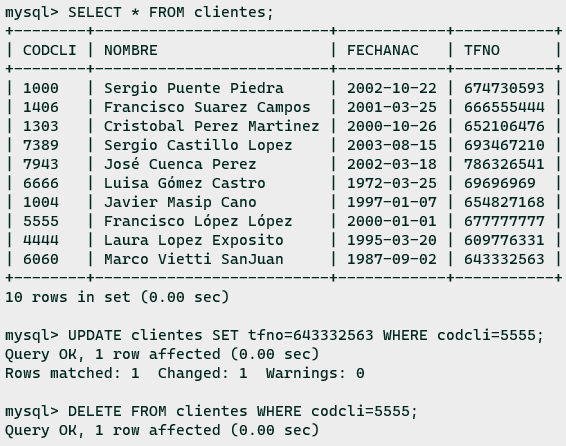 mysql> SELECT * FROM clientes;
+--------+--------------------------+------------+-----------+
| CODCLI | NOMBRE                   | FECHANAC   | TFNO      |
+--------+--------------------------+------------+-----------+
| 1000   | Sergio Puente Piedra     | 2002-10-22 | 674730593 |
| 1406   | Francisco Suarez Campos  | 2001-03-25 | 666555444 |
| 1303   | Cristobal Perez Martinez | 2000-10-26 | 652106476 |
| 7389   | Sergio Castillo Lopez    | 2003-08-15 | 693467210 |
| 7943   | José Cuenca Perez        | 2002-03-18 | 786326541 |
| 6666   | Luisa Gómez Castro       | 1972-03-25 | 69696969  |
| 1004   | Javier Masip Cano        | 1997-01-07 | 654827168 |
| 5555   | Francisco López López    | 2000-01-01 | 677777777 |
| 4444   | Laura Lopez Exposito     | 1995-03-20 | 609776331 |
| 6060   | Marco Vietti SanJuan     | 1987-09-02 | 643332563 |
+--------+--------------------------+------------+-----------+
10 rows in set (0.00 sec)
mysql> UPDATE clientes SET tfno=643332563 WHERE codcli=5555;
Query OK, 1 row affected (0.00 sec)
Rows matched: 1  Changed: 1  Warnings: 0
mysql> DELETE FROM clientes WHERE codcli=5555;
Query OK, 1 row affected (0.00 sec)